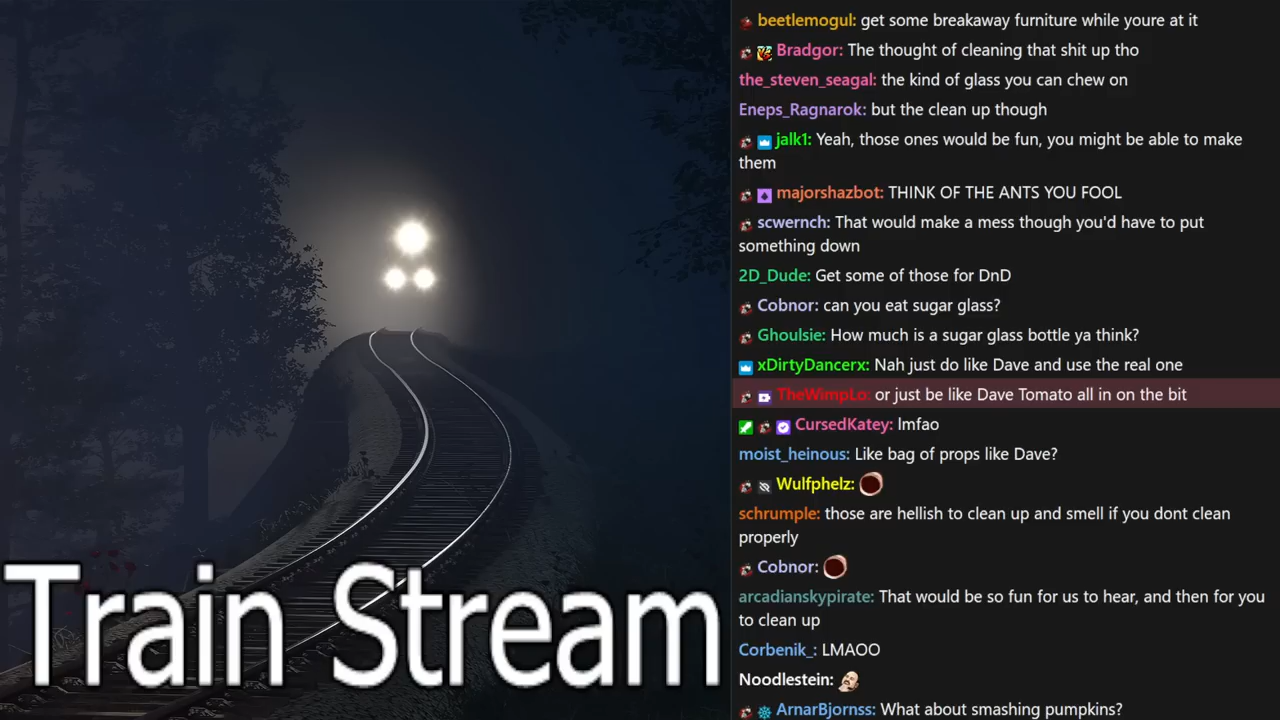 beetlemogul: get some breakaway furniture while youre at it
Bradgor: The thought of cleaning that shit up tho
the_steven_seagal: the kind of glass you can chew on
Eneps_Ragnarok: but the clean up though
jalk1: Yeah, those ones would be fun, you might be able to make
them
majorshazbot: THINK OF THE ANTS YOU FOOL
scwernch: That would make a mess though you'd have to put
something down
2D_Dude: Get some of those for DnD
Cobnor: can you eat sugar glass?
Ghoulsie: How much is a sugar glass bottle ya think?
xDirtyDancerx: Nah just do like Dave and use the real one
TheWimpLo: or just be like Dave Tomato all in on the bit
CursedKatey: lmfao
moist_heinous: Like bag of props like Dave?
Wulfphelz:
schrumple: those are hellish to clean up and smell if you dont clean
properly
Cobnor:
arcadianskypirate: That would be so fun for us to hear, and then for you
to clean up
Corbenik_: LMAOO
Noodlestein:
ArnarBjornss: What about smashing pumpkins?
Train Stream